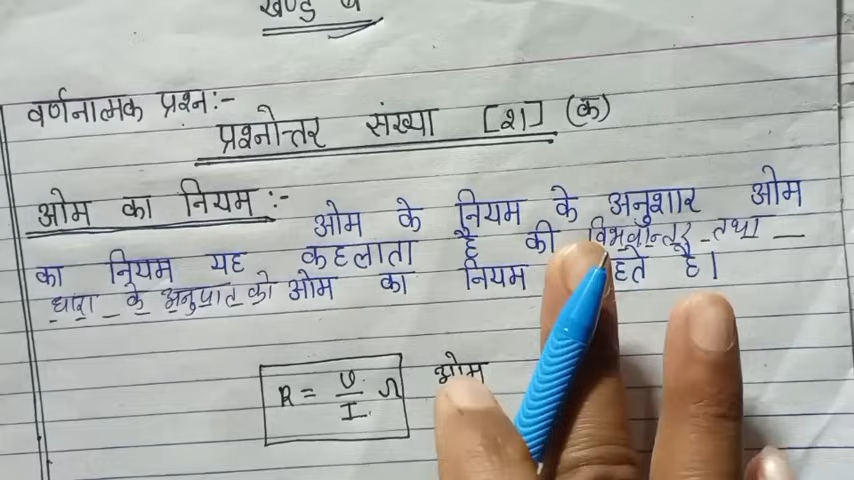 खण्ड ब
वर्णनात्मक प्रश्न:-
प्रश्नोत्तर संख्या [21] (क)
ओम का नियम:-
ओम के नियम के अनुशार ओम
का नियम यह कहलाता है की विभवान्तर तथा
धारा के अनुपात को ओम का नियम हते है।
R = V/I Ω ओम